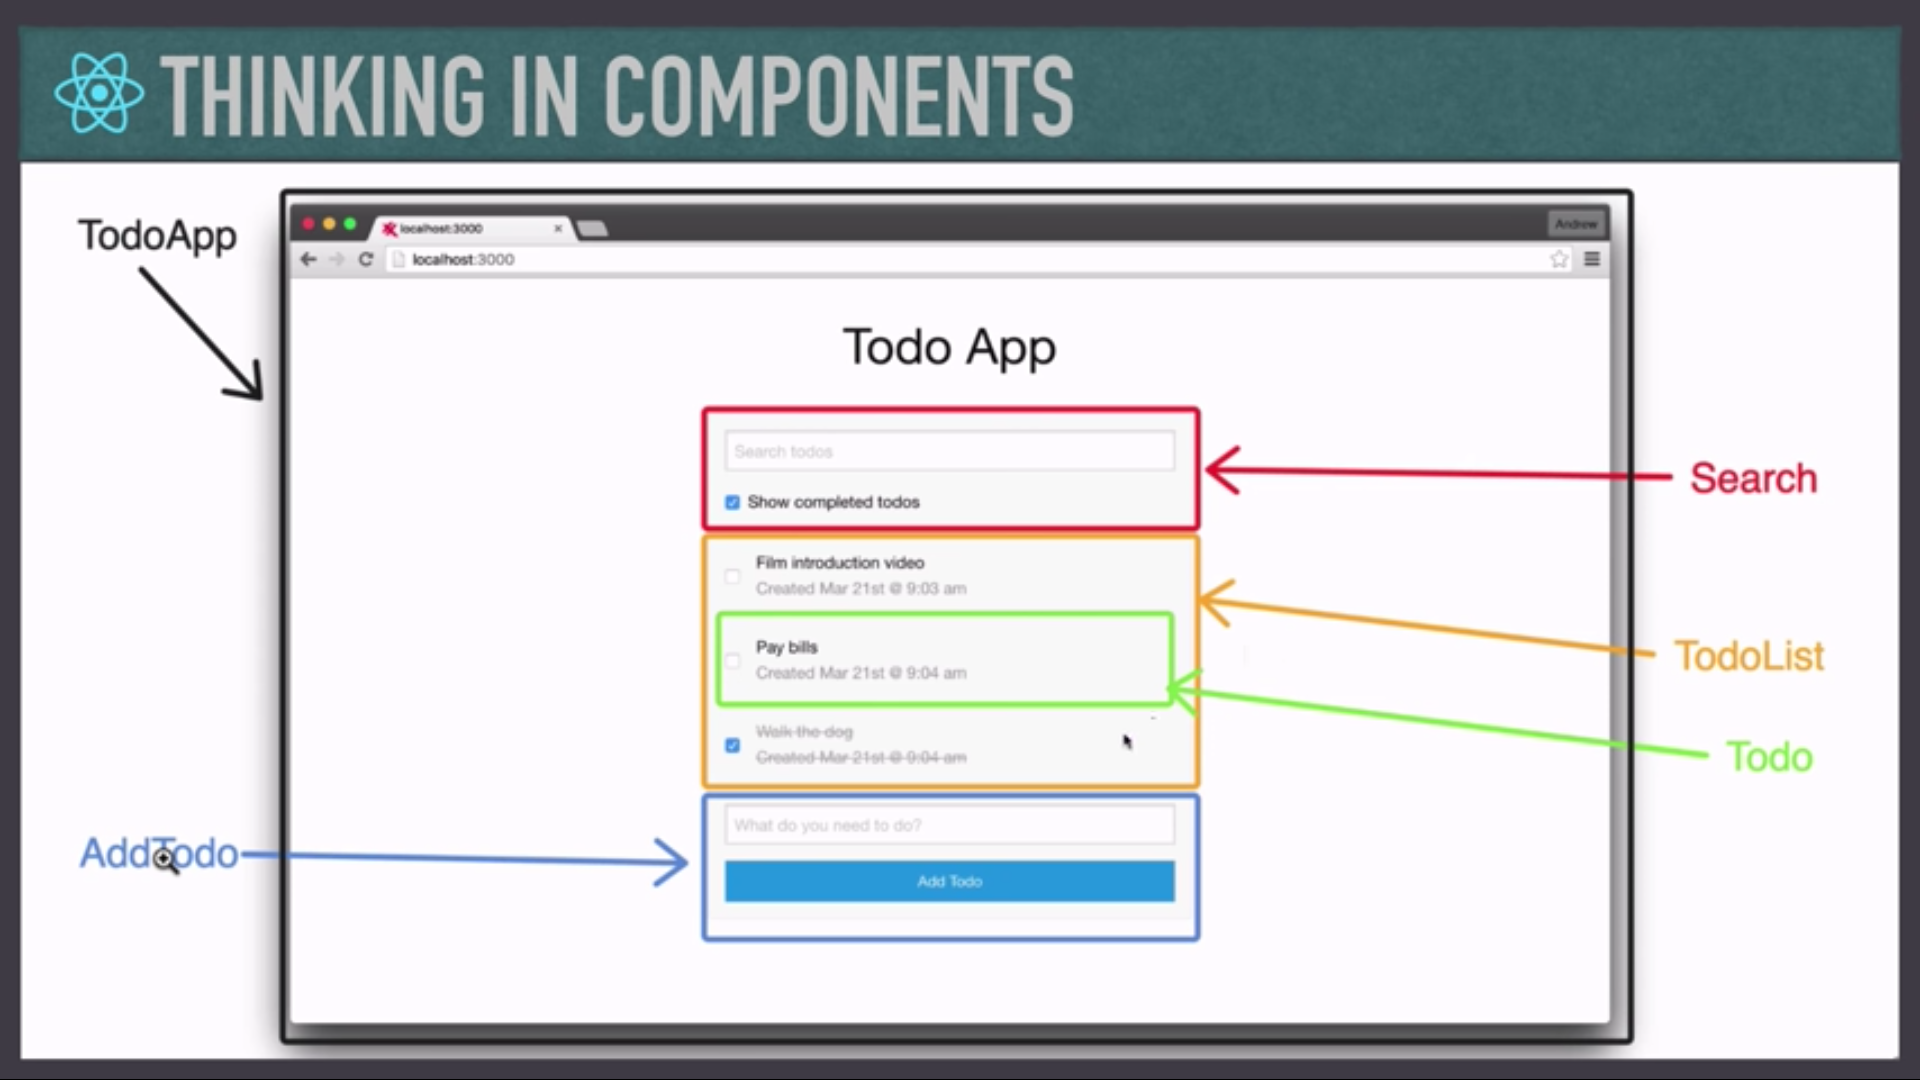 THINKING IN COMPONENTS
TodoApp
localhost:3000
Andrew
localhost:3000
Todo App
Search todos
Show completed todos
Search
Film introduction video
Created Mar 21st @ 9:03 am
TodoList
Pay bills
Created Mar 21st @ 9:04 am
Walk the dog
Created Mar 21st @ 9:04 am
Todo
What do you need to do?
AddTodo
Add Todo